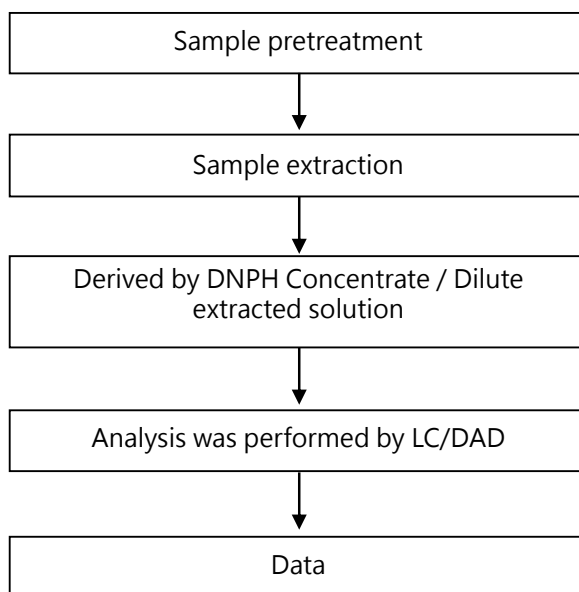 Sample pretreatment
Sample extraction
Derived by DNPH Concentrate / Dilute
extracted solution
Analysis was performed by LC/DAD
Data